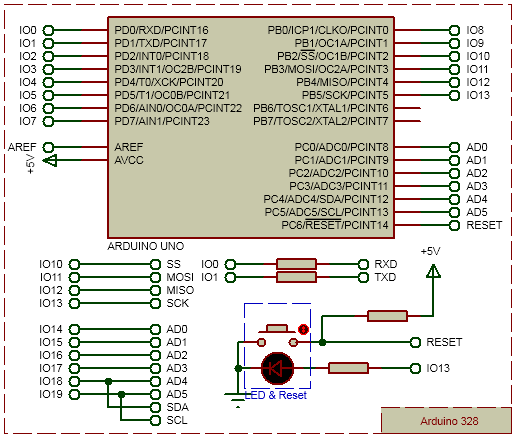 IO0 PD0/RXD/PCINT16 PB0/ICP1/CLKO/PCINT0 IO8
IO1 PD1/TXD/PCINT17 PB1/OC1A/PCINT1 IO9
IO2 PD2/INT0/PCINT18 PB2/SS/OC1B/PCINT2 IO10
IO3 PD3/INT1/OC2B/PCINT19 PB3/MOSI/OC2A/PCINT3 IO11
IO4 PD4/T0/XCK/PCINT20 PB4/MISO/PCINT4 IO12
IO5 PD5/T1/OC0B/PCINT21 PB5/SCK/PCINT5 IO13
IO6 PD6/AIN0/OC0A/PCINT22 PB6/TOSC1/XTAL1/PCINT6
IO7 PD7/AIN1/PCINT23 PB7/TOSC2/XTAL2/PCINT7
AREF AREF PC0/ADC0/PCINT8 AD0
+5V AVCC PC1/ADC1/PCINT9 AD1
PC2/ADC2/PCINT10 AD2
PC3/ADC3/PCINT11 AD3
PC4/ADC4/SDA/PCINT12 AD4
PC5/ADC5/SCL/PCINT13 AD5
PC6/RESET/PCINT14 RESET
ARDUINO UNO
+5V
IO10 SS IO0 RXD
IO11 MOSI IO1 TXD
IO12 MISO
IO13 SCK
IO14 AD0
IO15 AD1 RESET
IO16 AD2
IO17 AD3 IO13
IO18 AD4
IO19 AD5 LED & Reset
SDA
SCL Arduino 328